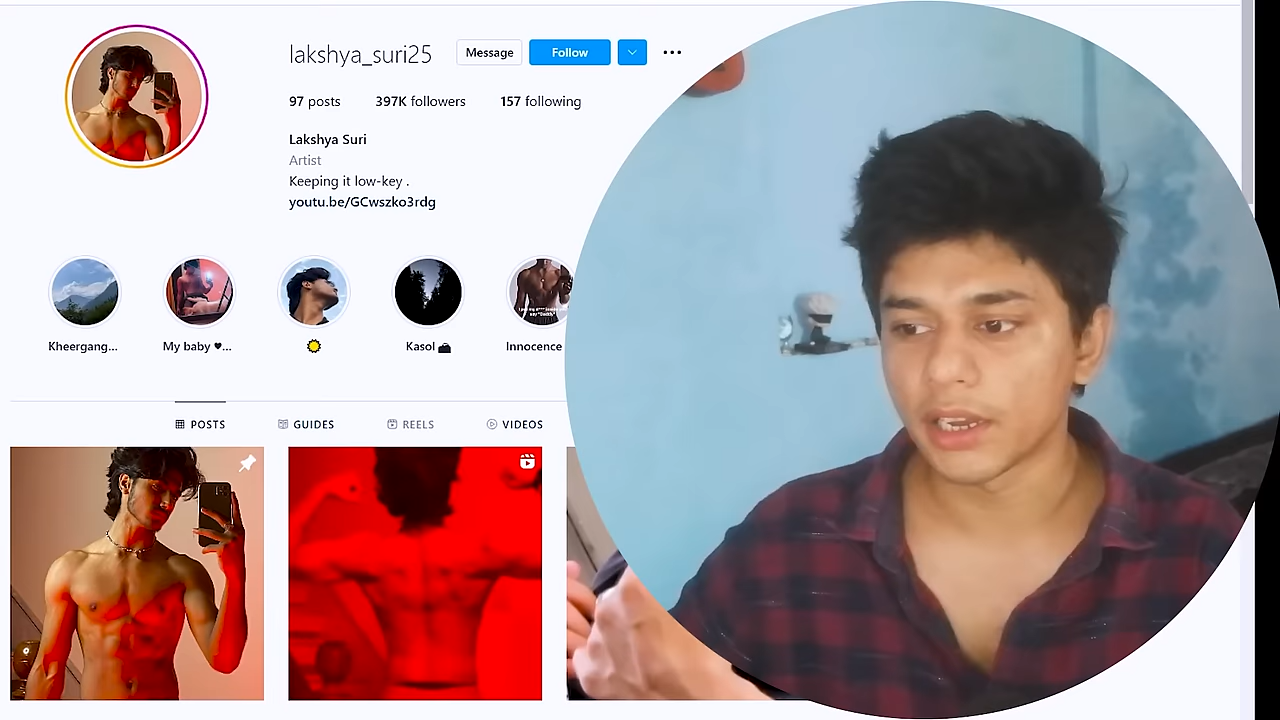 lakshya_suri25 Message Follow
97 posts 397K followers 157 following
Lakshya Suri
Artist
Keeping it low-key .
youtu.be/GCwszko3rdg
Kheergang... My baby ♥... Kasol Innocence
POSTS GUIDES REELS VIDEOS